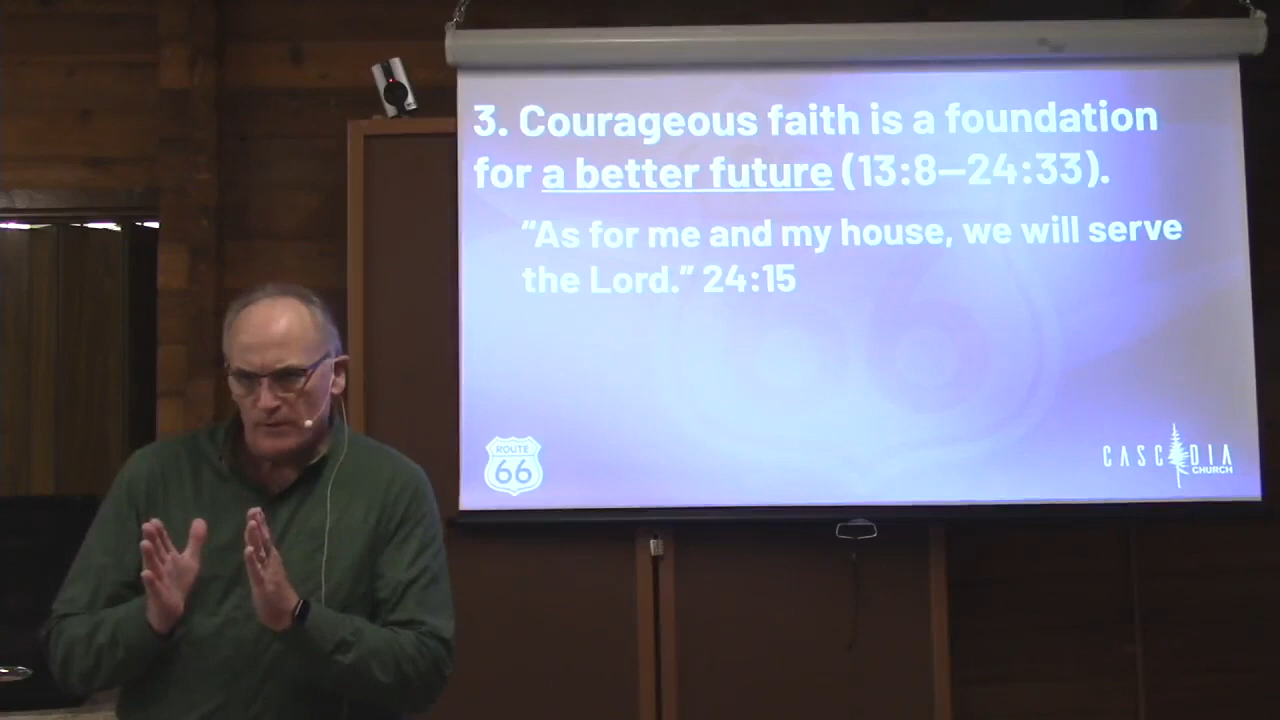 3. Courageous faith is a foundation
for a better future (13:8—24:33).
"As for me and my house, we will serve
the Lord." 24:15
ROUTE
66
CASCADIA
CHURCH